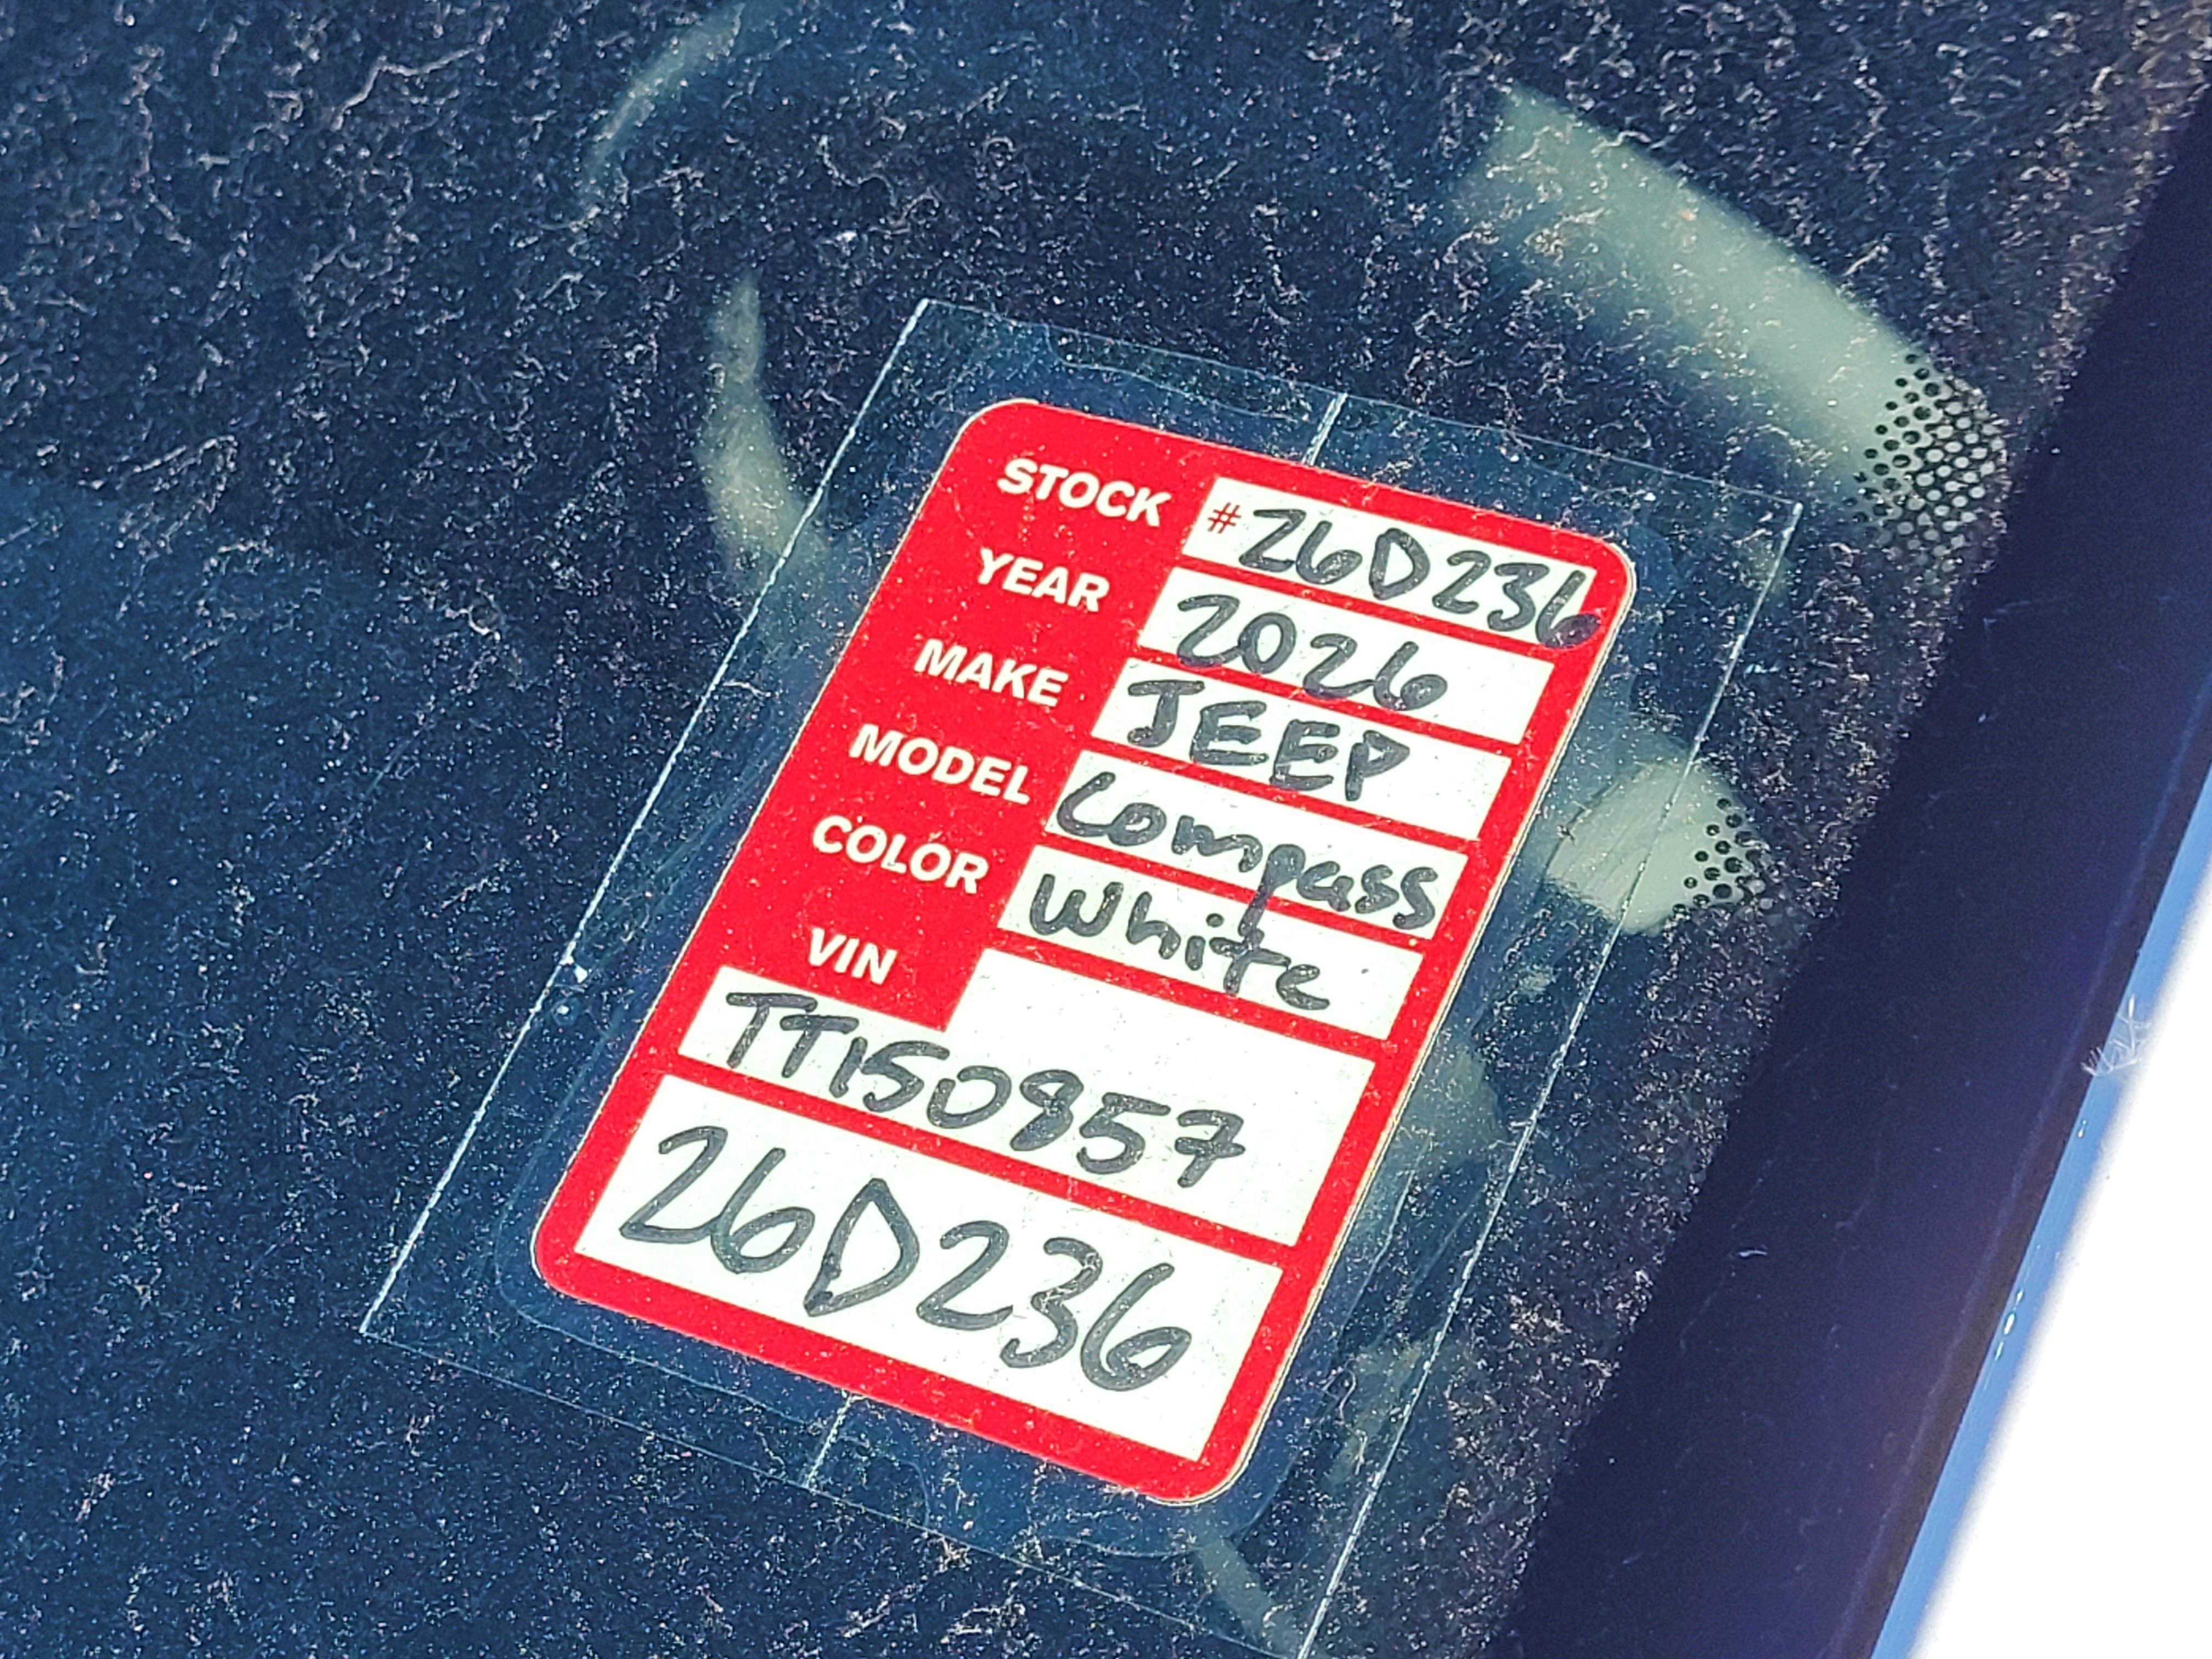 STOCK #26D236
YEAR 2026
MAKE JEEP
MODEL Compass
COLOR White
VIN
TT150857
26D236